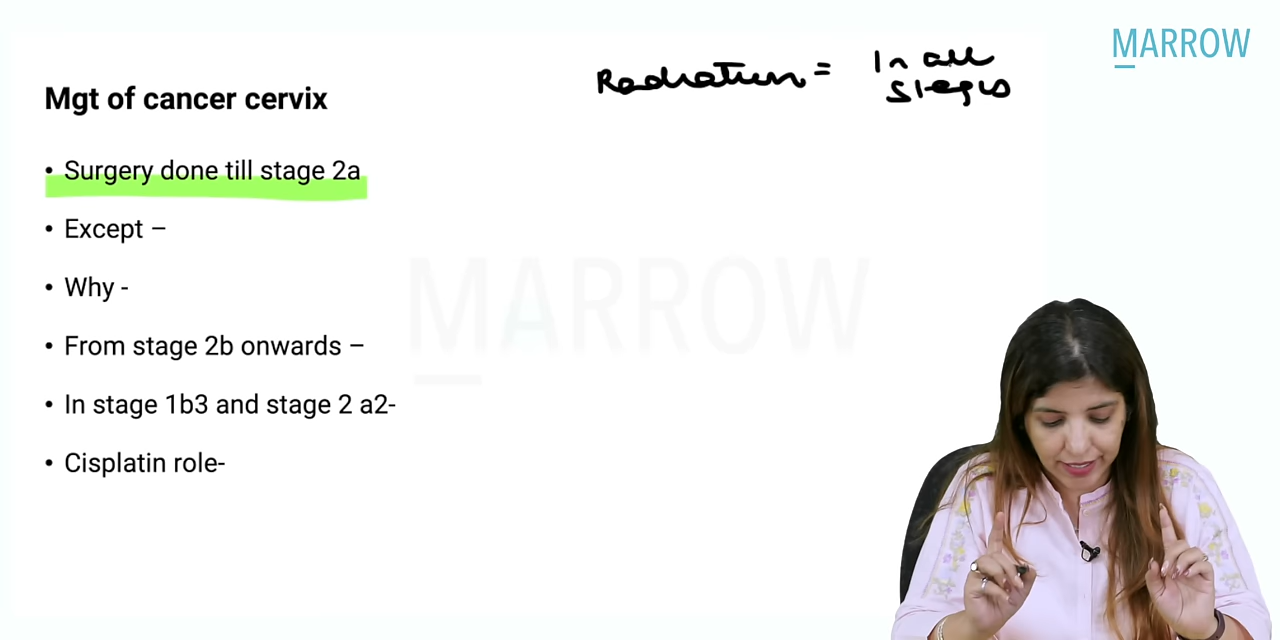 MARROW
Radiation = In all
stages
Mgt of cancer cervix
• Surgery done till stage 2a
• Except –
• Why -
• From stage 2b onwards –
• In stage 1b3 and stage 2 a2-
• Cisplatin role-
MARROW